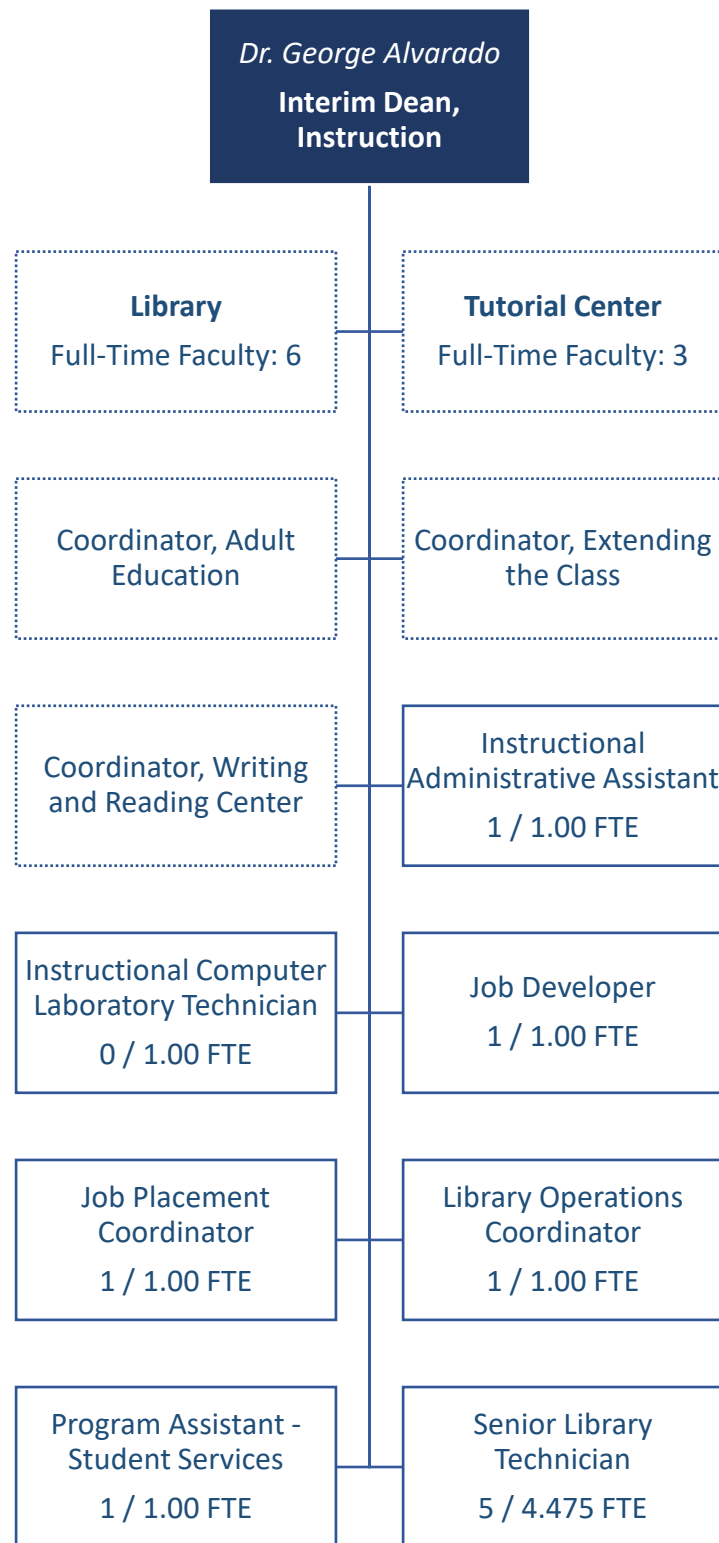 Dr. George Alvarado
Interim Dean,
Instruction
Library
Full-Time Faculty: 6
Tutorial Center
Full-Time Faculty: 3
Coordinator, Adult
Education
Coordinator, Extending
the Class
Coordinator, Writing
and Reading Center
Instructional
Administrative Assistant
1 / 1.00 FTE
Instructional Computer
Laboratory Technician
0 / 1.00 FTE
Job Developer
1 / 1.00 FTE
Job Placement
Coordinator
1 / 1.00 FTE
Library Operations
Coordinator
1 / 1.00 FTE
Program Assistant -
Student Services
1 / 1.00 FTE
Senior Library
Technician
5 / 4.475 FTE